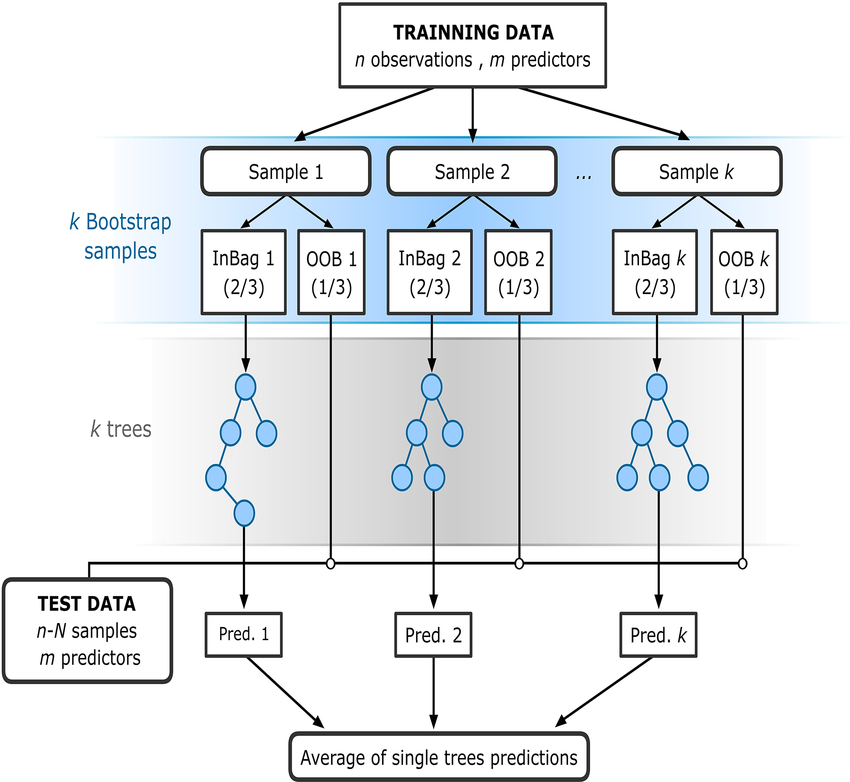 TRAINNING DATA
n observations , m predictors
Sample 1
Sample 2
...
Sample k
k Bootstrap
samples
InBag 1
(2/3)
OOB 1
(1/3)
InBag 2
(2/3)
OOB 2
(1/3)
InBag k
(2/3)
OOB k
(1/3)
k trees
TEST DATA
n-N samples
m predictors
Pred. 1
Pred. 2
Pred. k
Average of single trees predictions